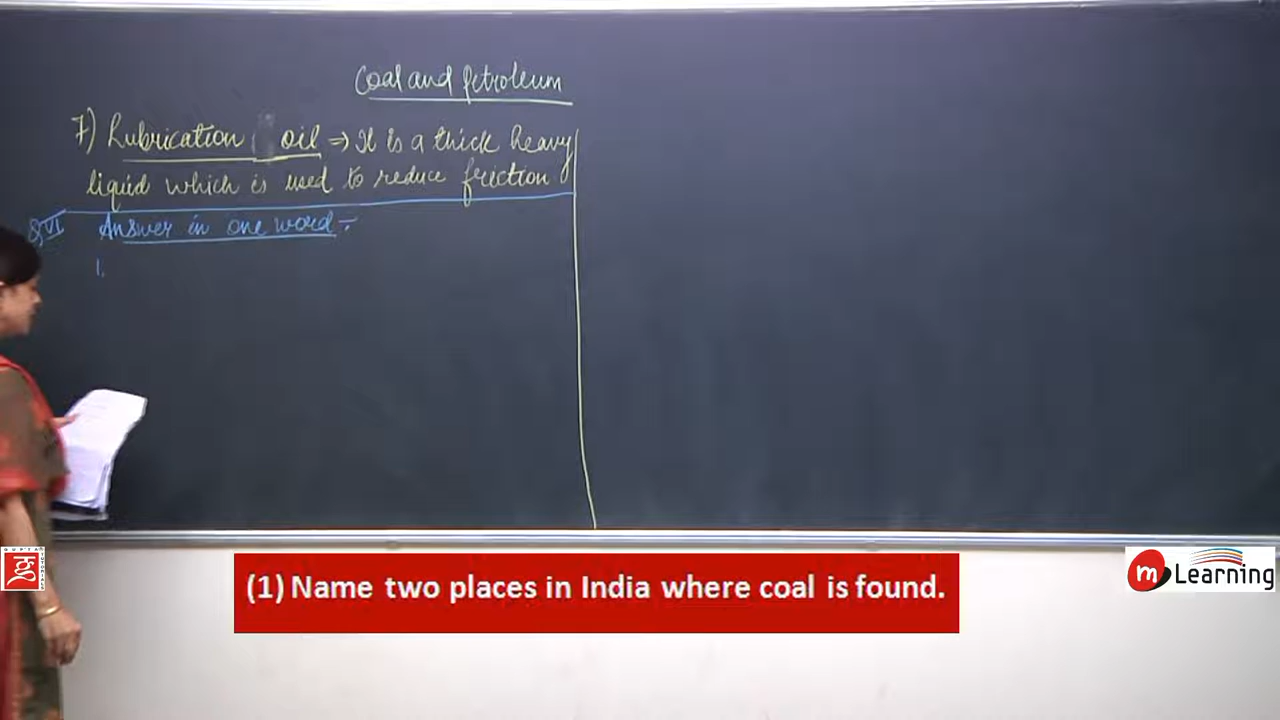 Coal and Petroleum
7) Lubrication oil ⇒ It is a thick heavy
liquid which is used to reduce friction
Q VI Answer in one word :-
1.
(1) Name two places in India where coal is found.
GUPTA
m Learning